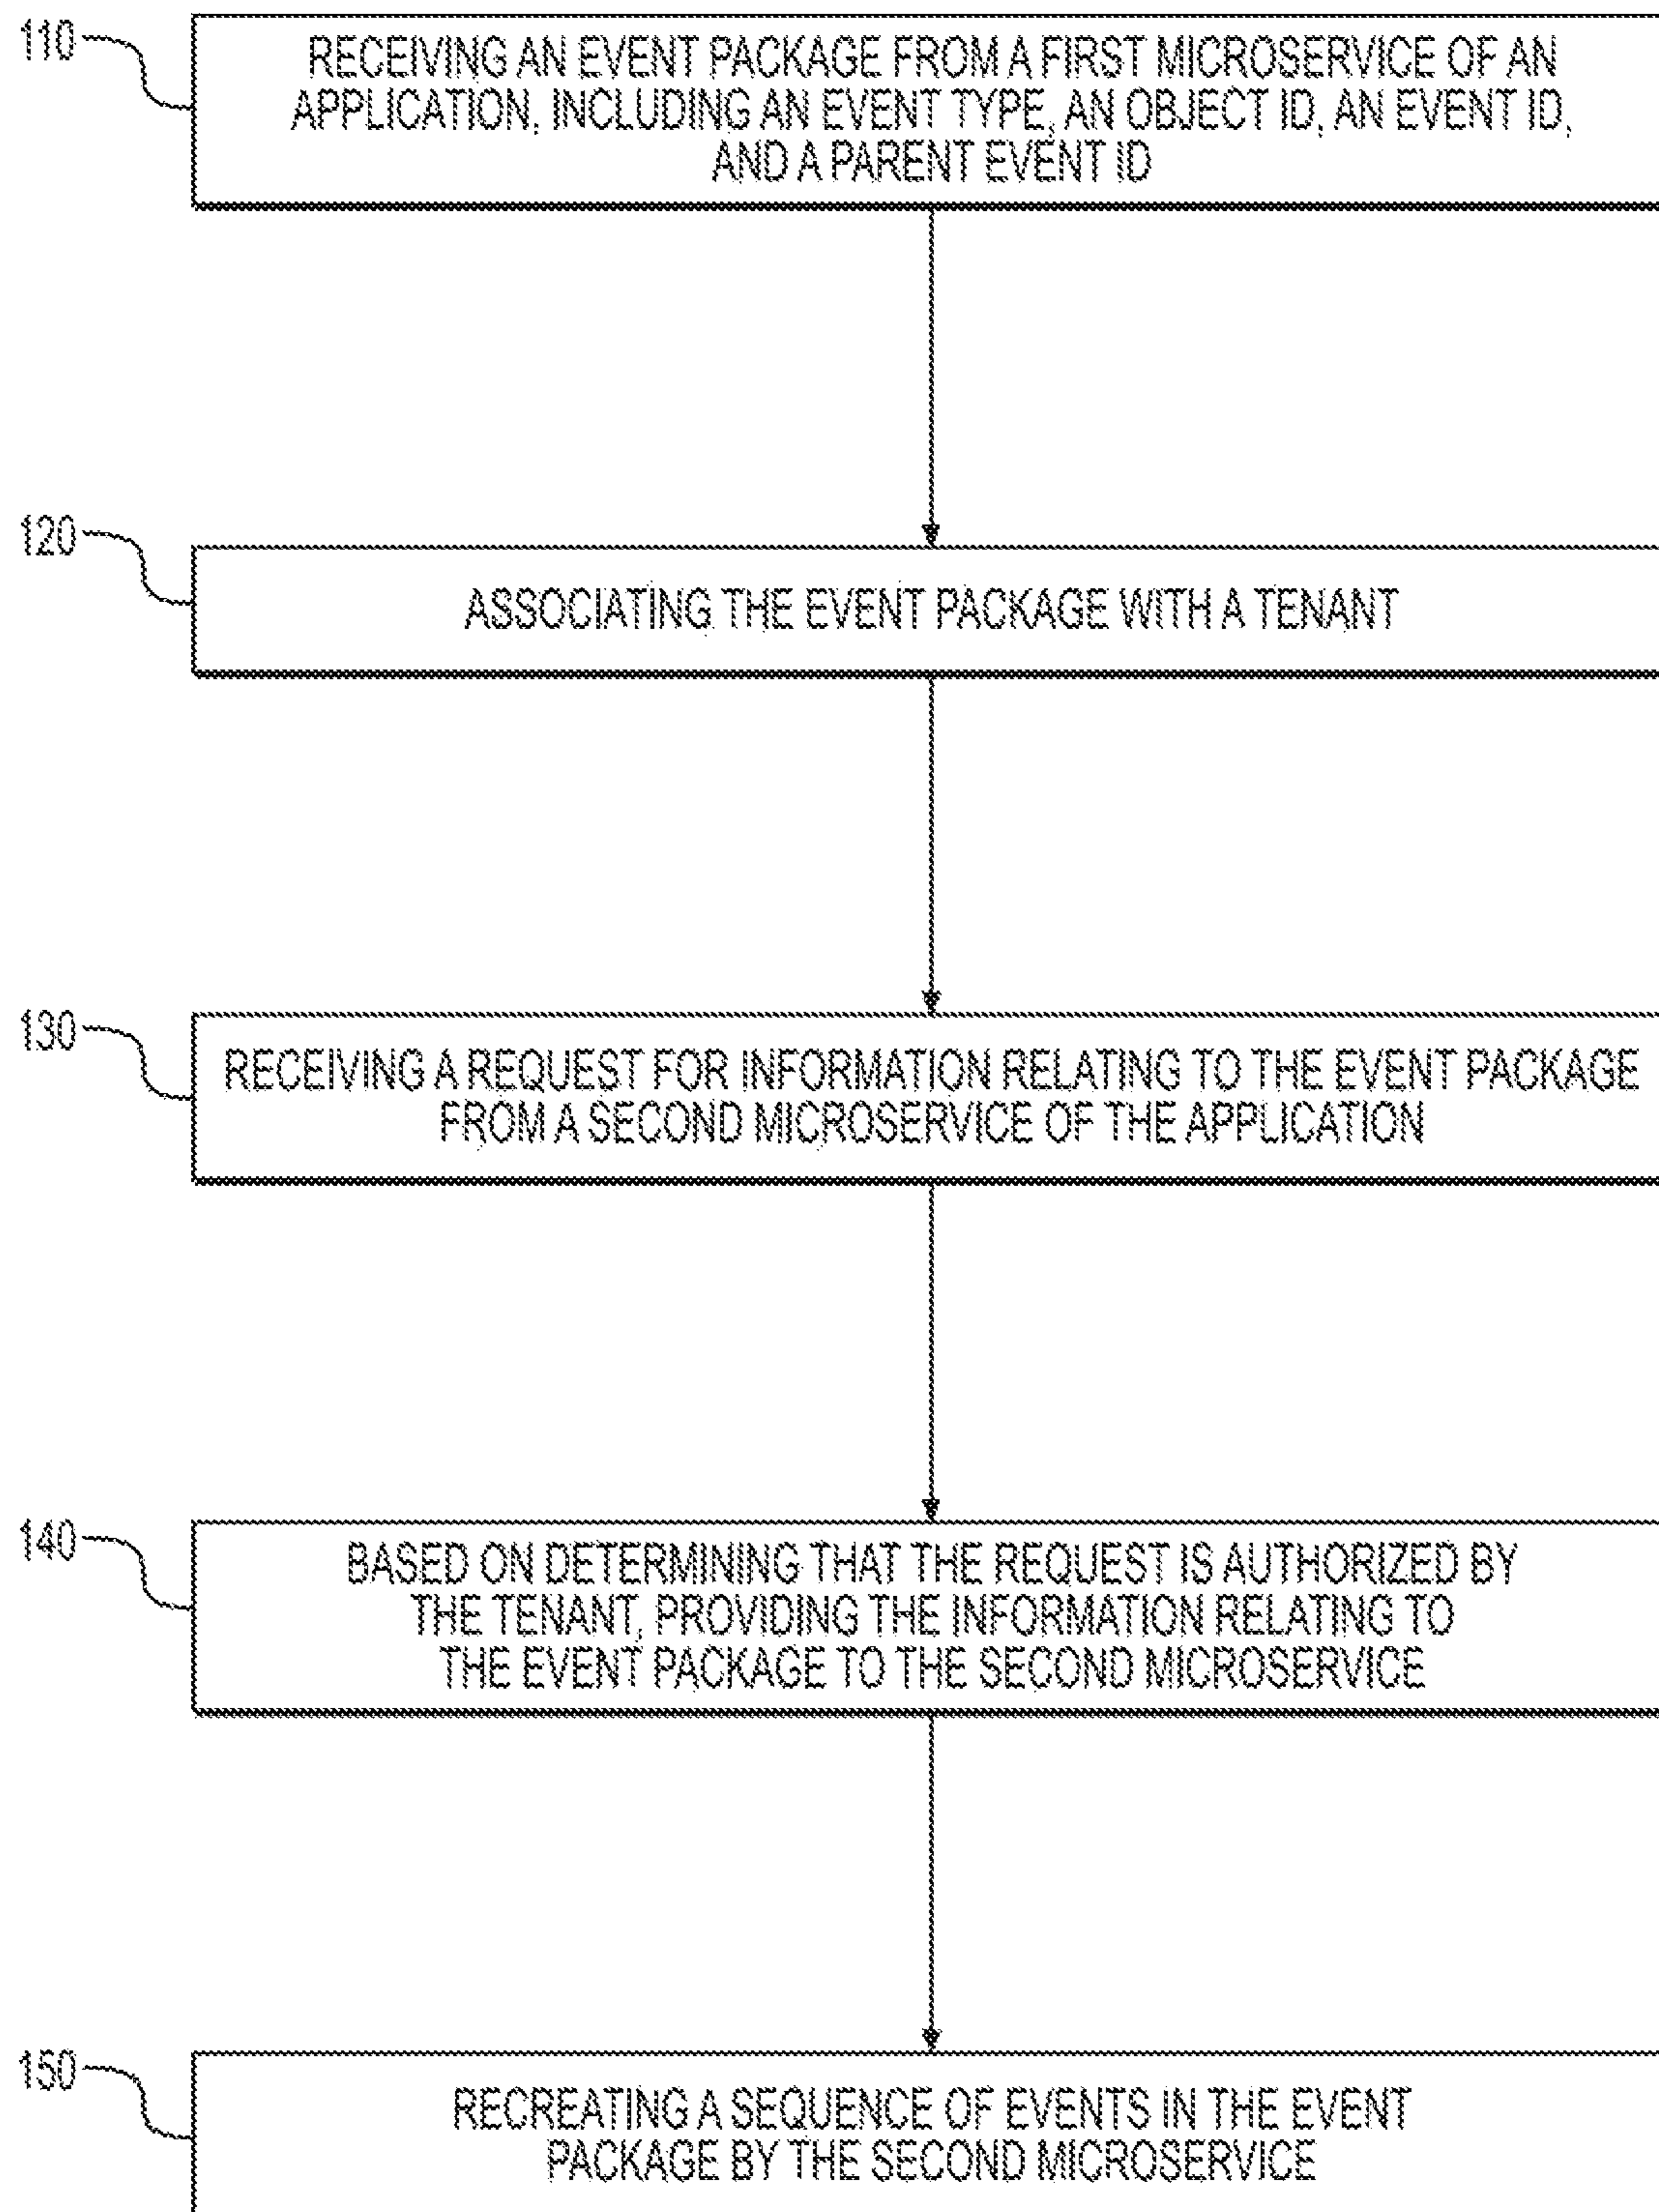 110
RECEIVING AN EVENT PACKAGE FROM A FIRST MICROSERVICE OF AN
APPLICATION, INCLUDING AN EVENT TYPE, AN OBJECT ID, AN EVENT ID,
AND A PARENT EVENT ID
120
ASSOCIATING THE EVENT PACKAGE WITH A TENANT
130
RECEIVING A REQUEST FOR INFORMATION RELATING TO THE EVENT PACKAGE
FROM A SECOND MICROSERVICE OF THE APPLICATION
140
BASED ON DETERMINING THAT THE REQUEST IS AUTHORIZED BY
THE TENANT, PROVIDING THE INFORMATION RELATING TO
THE EVENT PACKAGE TO THE SECOND MICROSERVICE
150
RECREATING A SEQUENCE OF EVENTS IN THE EVENT
PACKAGE BY THE SECOND MICROSERVICE